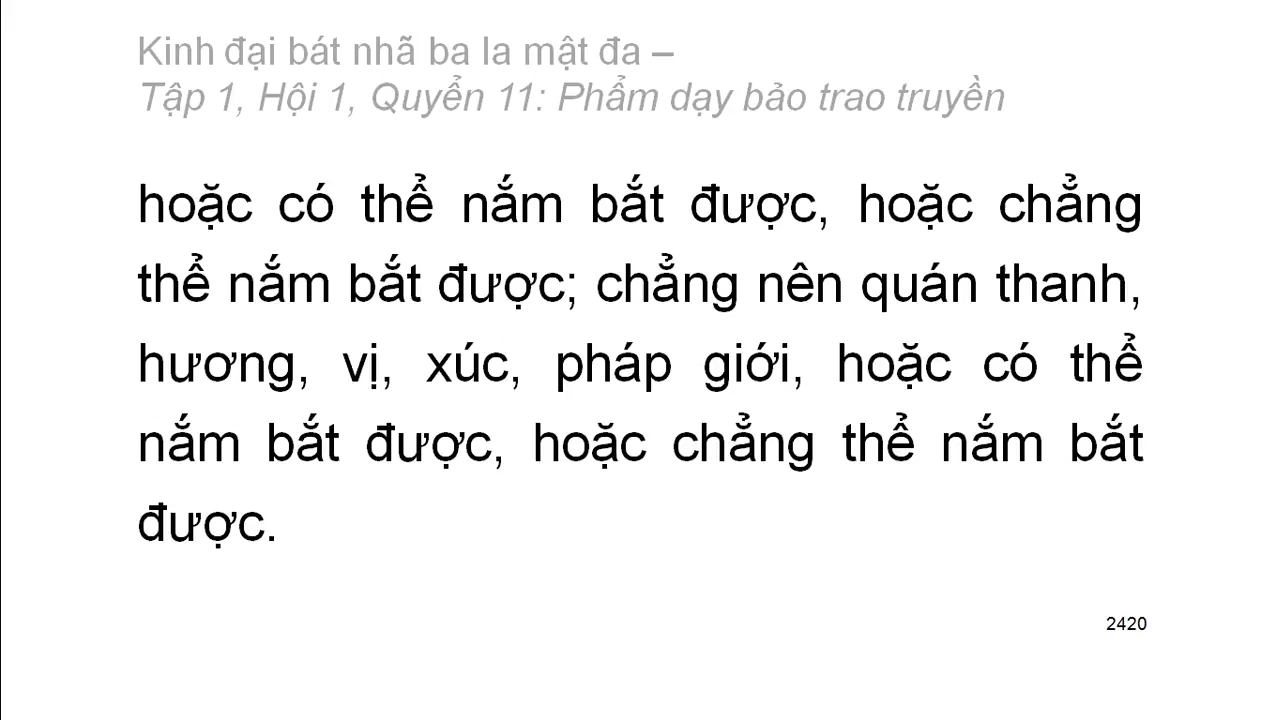 Kinh đại bát nhã ba la mật đa –
Tập 1, Hội 1, Quyển 11: Phẩm dạy bảo trao truyền
hoặc có thể nắm bắt được, hoặc chẳng
thể nắm bắt được; chẳng nên quán thanh,
hương, vị, xúc, pháp giới, hoặc có thể
nắm bắt được, hoặc chẳng thể nắm bắt
được.
2420